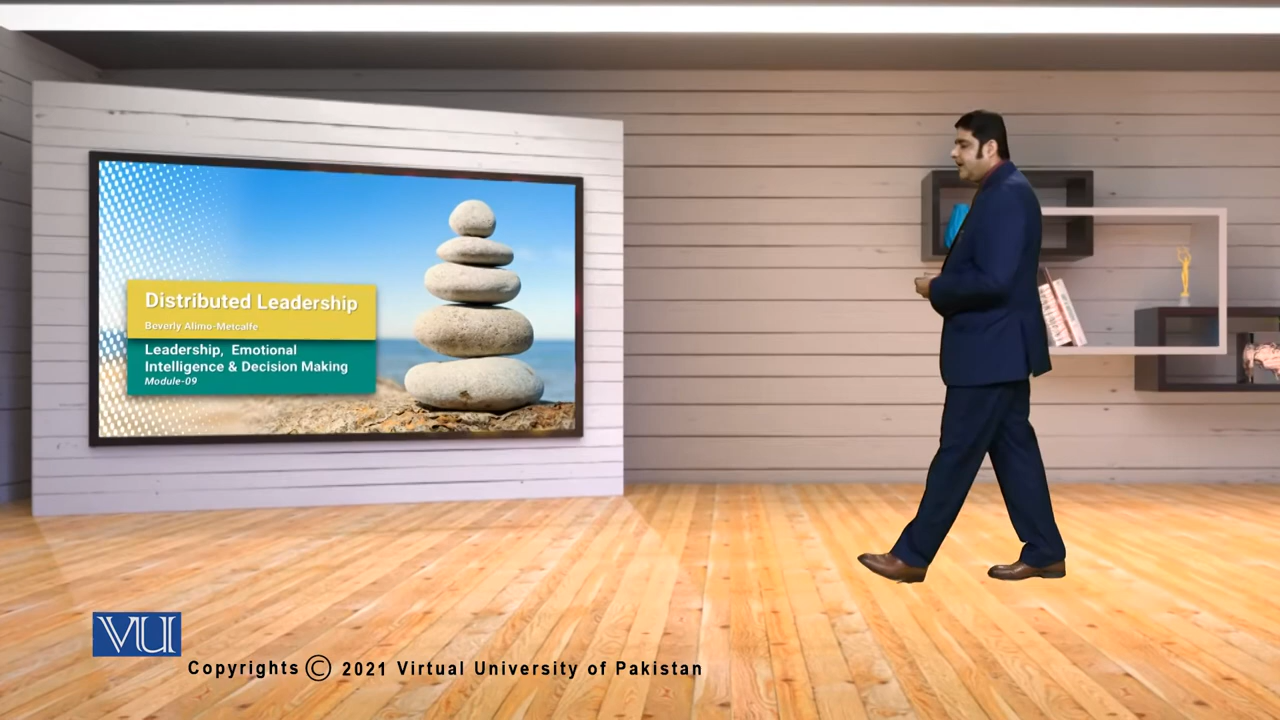 Distributed Leadership
Beverly Alimo-Metcalfe
Leadership, Emotional
Intelligence & Decision Making
Module-09
VU
Copyrights © 2021 Virtual University of Pakistan